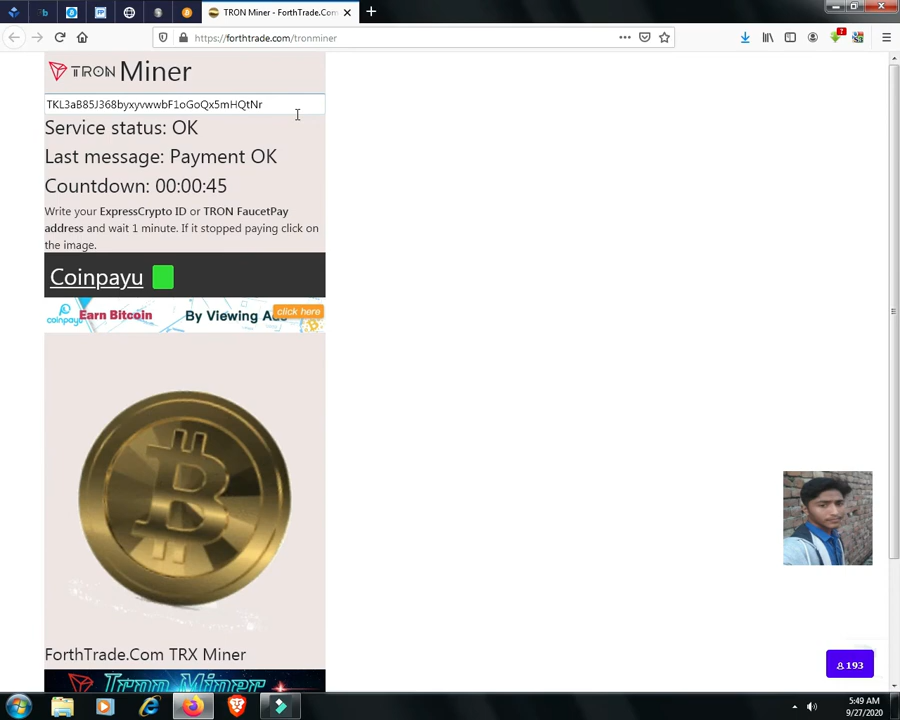 TRON Miner - ForthTrade.Com
https://forthtrade.com/tronminer
TRON Miner
TKL3aB85J368byxyvwwbF1oGoQx5mHQtNr
Service status: OK
Last message: Payment OK
Countdown: 00:00:45
Write your ExpressCrypto ID or TRON FaucetPay
address and wait 1 minute. If it stopped paying click on
the image.
Coinpayu
coinpayu Earn Bitcoin By Viewing Ads click here
B
ForthTrade.Com TRX Miner
Tron Miner
193
5:49 AM
9/27/2020